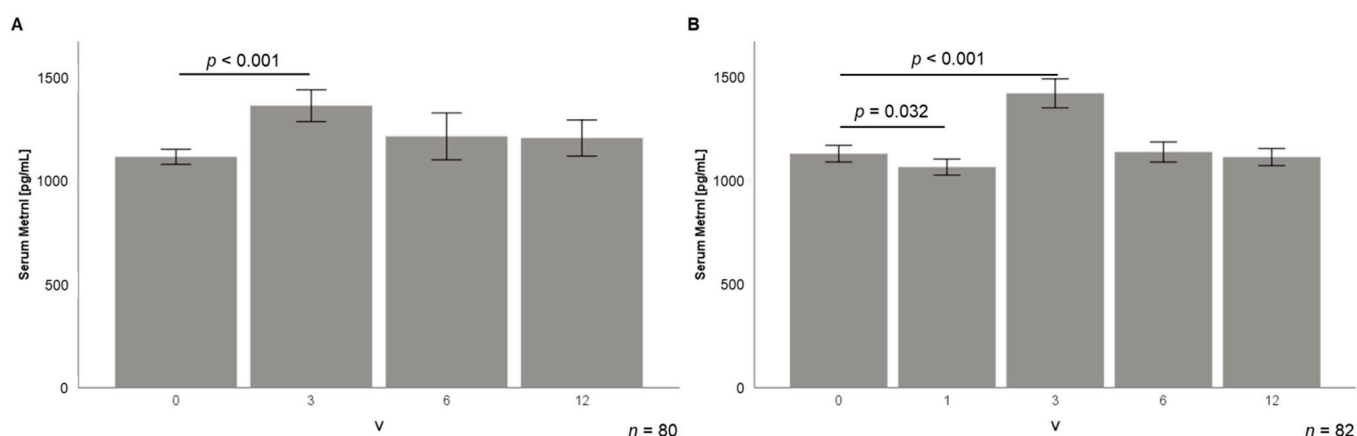 A
p < 0.001
1500
1000
500
0
Serum Metrnl [pg/mL]
0 3 6 12
v
n = 80
B
p < 0.001
p = 0.032
1500
1000
500
0
Serum Metrnl [pg/mL]
0 1 3 6 12
v
n = 82